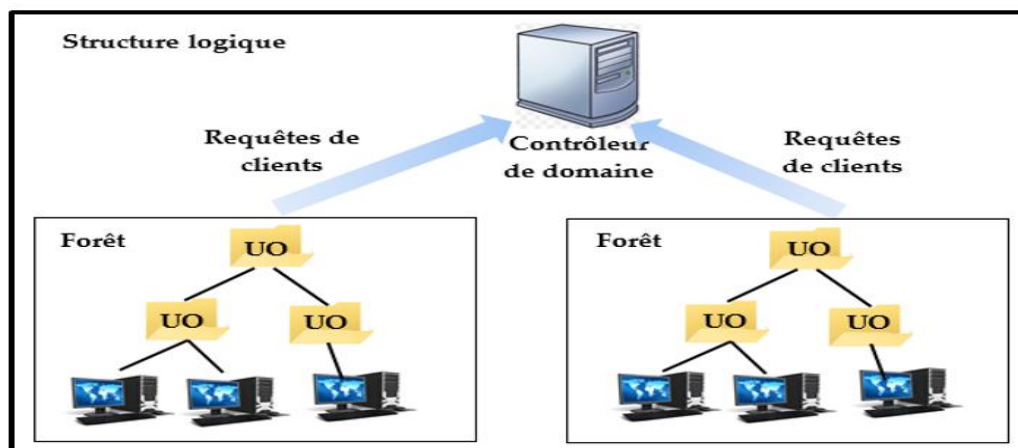 Structure logique
Requêtes de
clients
Contrôleur
de domaine
Requêtes
de clients
Forêt
UO
UO
UO
Forêt
UO
UO
UO